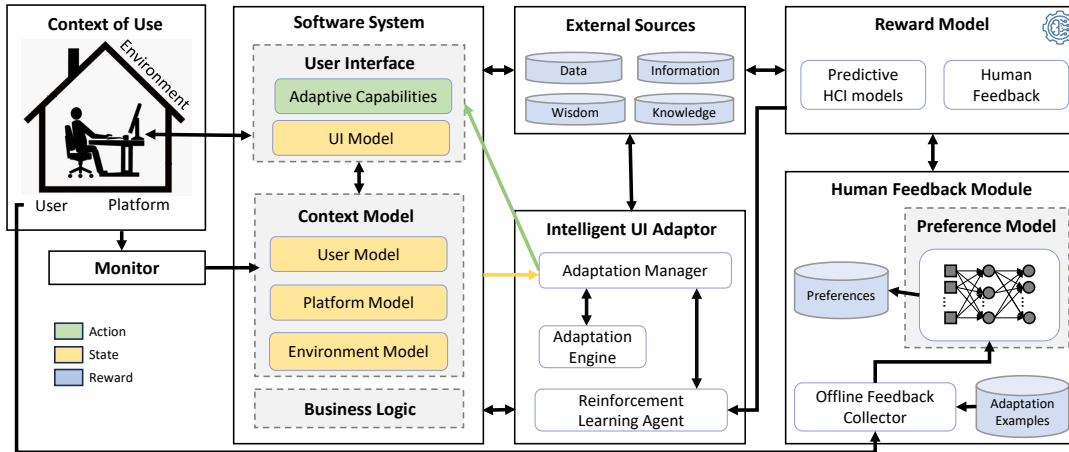 Context of Use
Environment
User
Platform
Monitor
Action
State
Reward
Software System
User Interface
Adaptive Capabilities
UI Model
Context Model
User Model
Platform Model
Environment Model
Business Logic
External Sources
Data
Information
Wisdom
Knowledge
Intelligent UI Adaptor
Adaptation Manager
Adaptation
Engine
Reinforcement
Learning Agent
Reward Model
Predictive
HCI models
Human
Feedback
Human Feedback Module
Preference Model
Preferences
Offline Feedback
Collector
Adaptation
Examples